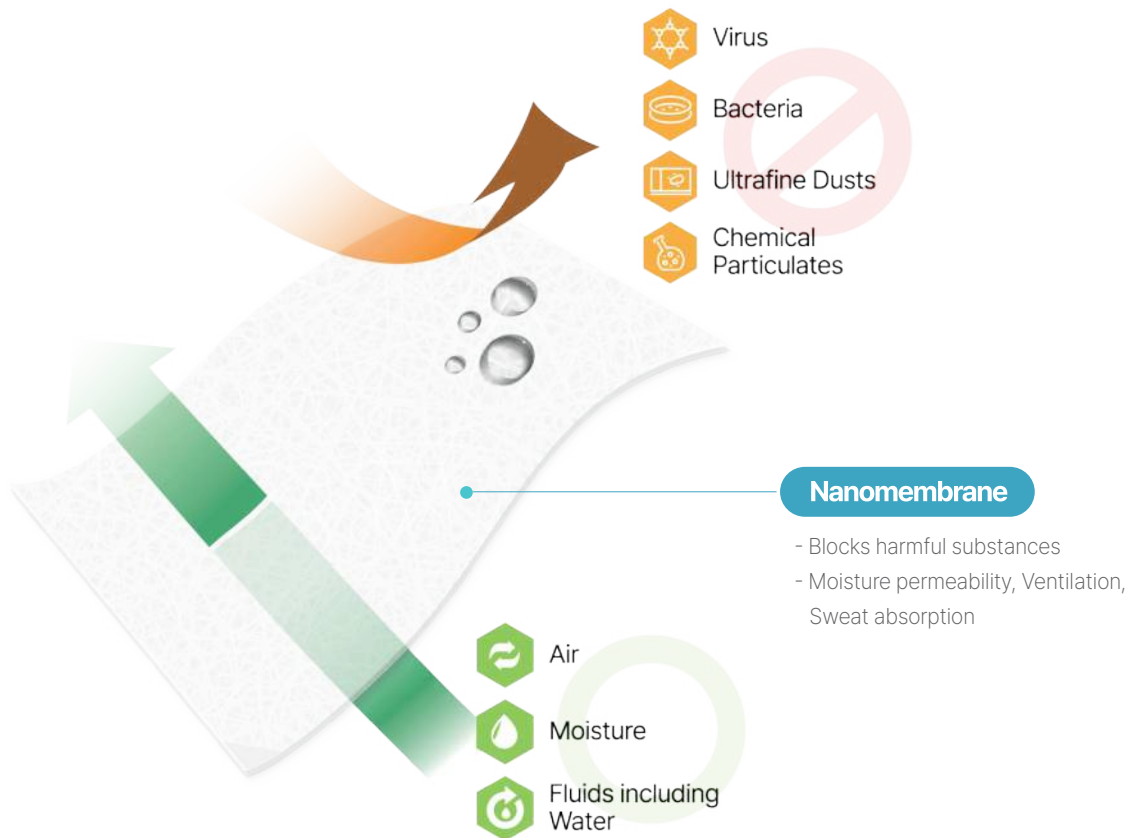 Virus
Bacteria
Ultrafine Dusts
Chemical
Particulates
Nanomembrane
- Blocks harmful substances
- Moisture permeability, Ventilation,
Sweat absorption
Air
Moisture
Fluids including
Water